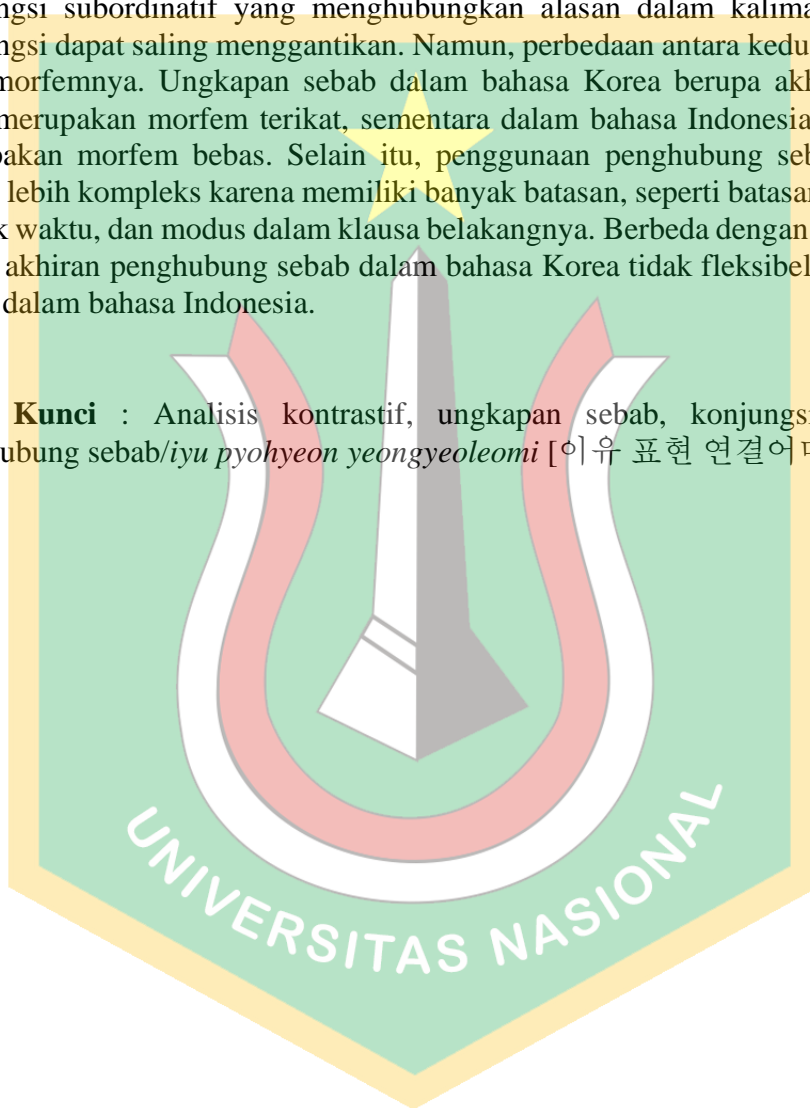 ngsi subordinatif yang menghubungkan alasan dalam kalima
ngsi dapat saling menggantikan. Namun, perbedaan antara kedu
morfemnya. Ungkapan sebab dalam bahasa Korea berupa akh
merupakan morfem terikat, sementara dalam bahasa Indonesia
pakan morfem bebas. Selain itu, penggunaan penghubung seb
lebih kompleks karena memiliki banyak batasan, seperti batasan
k waktu, dan modus dalam klausa belakangnya. Berbeda dengan
akhiran penghubung sebab dalam bahasa Korea tidak fleksibel
dalam bahasa Indonesia.
Kunci : Analisis kontrastif, ungkapan sebab, konjungs
ubung sebab/iyu pyohyeon yeongyeoleomi [이유 표현 연결어
UNIVERSITAS NASIONAL